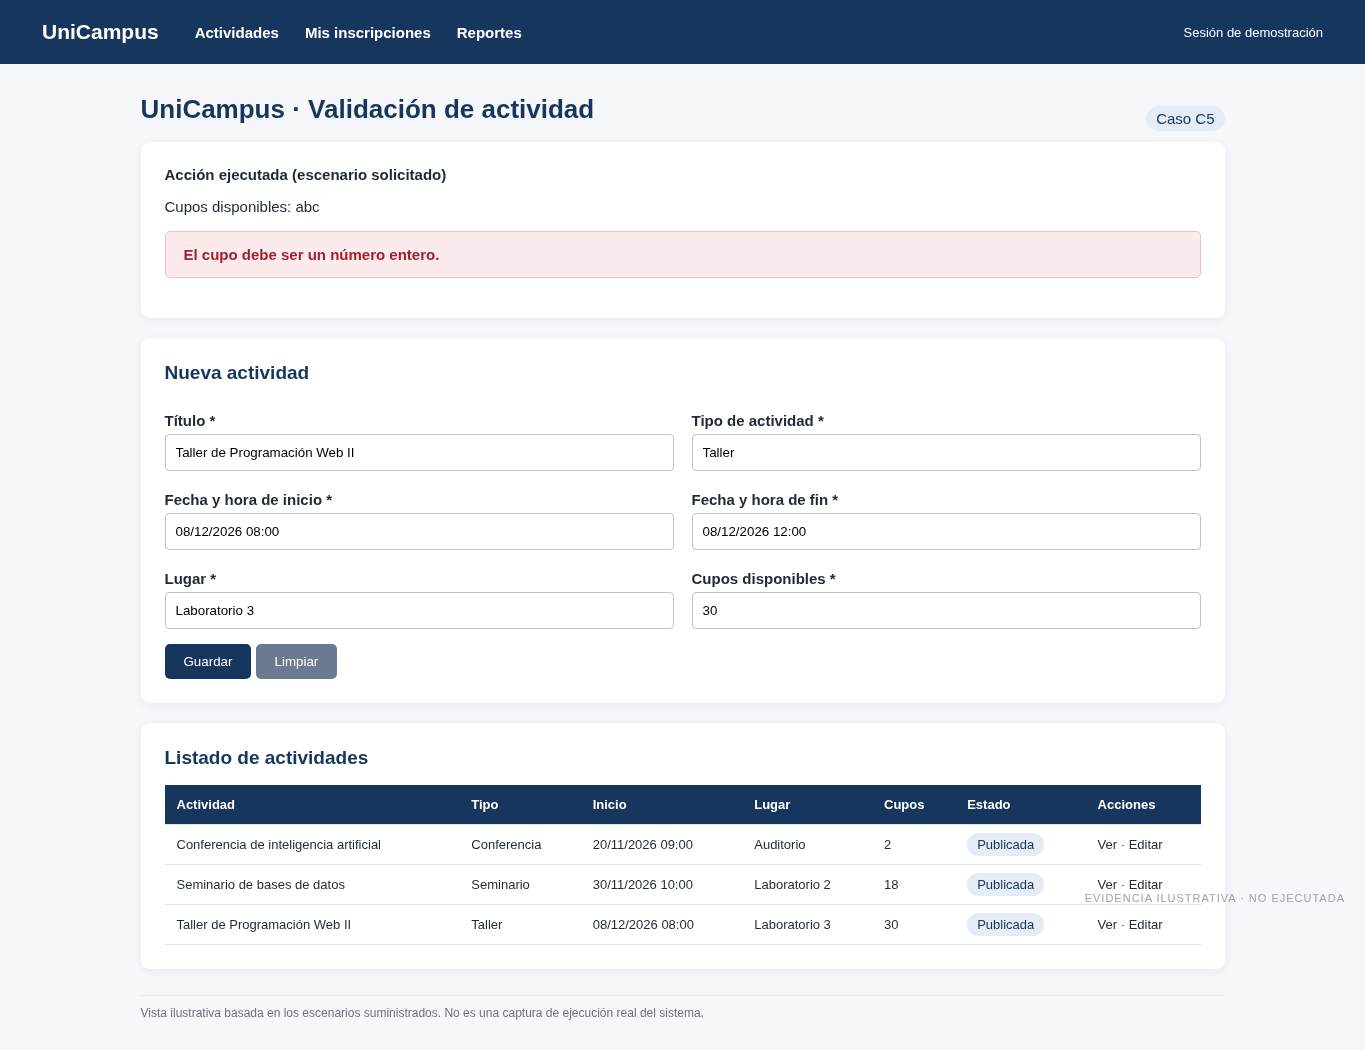 UniCampus Actividades Mis inscripciones Reportes Sesión de demostración
UniCampus · Validación de actividad
Caso C5
Acción ejecutada (escenario solicitado)
Cupos disponibles: abc
El cupo debe ser un número entero.
Nueva actividad
Título * Tipo de actividad *
Taller de Programación Web II Taller
Fecha y hora de inicio * Fecha y hora de fin *
08/12/2026 08:00 08/12/2026 12:00
Lugar * Cupos disponibles *
Laboratorio 3 30
Guardar Limpiar
Listado de actividades
Actividad Tipo Inicio Lugar Cupos Estado Acciones
Conferencia de inteligencia artificial Conferencia 20/11/2026 09:00 Auditorio 2 Publicada Ver · Editar
Seminario de bases de datos Seminario 30/11/2026 10:00 Laboratorio 2 18 Publicada Ver · Editar
EVIDENCIA ILUSTRATIVA · NO EJECUTADA
Taller de Programación Web II Taller 08/12/2026 08:00 Laboratorio 3 30 Publicada Ver · Editar
Vista ilustrativa basada en los escenarios suministrados. No es una captura de ejecución real del sistema.